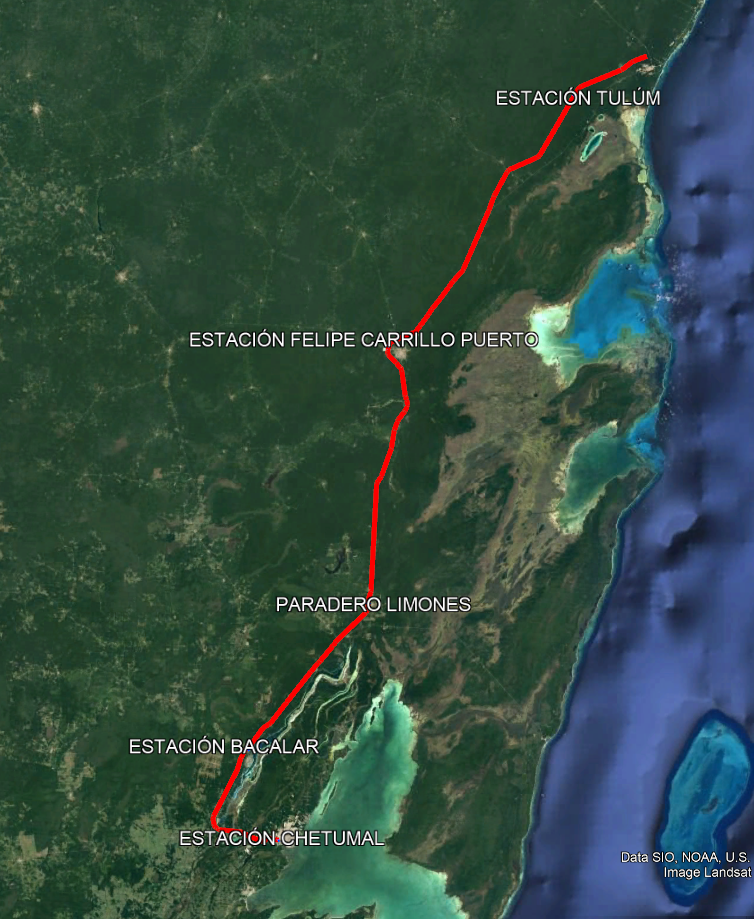 ESTACIÓN TULÚM
ESTACIÓN FELIPE CARRILLO PUERTO
PARADERO LIMONES
ESTACIÓN BACALAR
ESTACIÓN CHETUMAL
Data SIO, NOAA, U.S.
Image Landsat